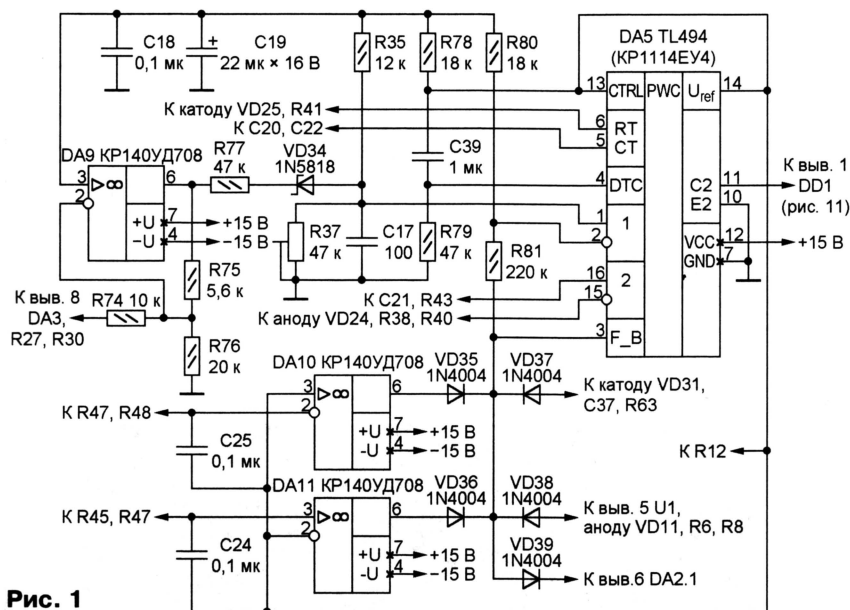 C18
0,1 мк
C19
22 мк × 16 В
R35
12 к
R78
18 к
R80
18 к
DA5 TL494
(КР1114ЕУ4)
13 CTRL PWC Uref 14
К катоду VD25, R41
6 RT
К C20, C22
5 CT
DA9 КР140УД708
R77
47 к
VD34
1N5818
C39
1 мк
3 ▷∞ 6
2
4 DTC
C2 11
E2 10
К выв. 1
DD1
(рис. 11)
+U 7 +15 В
-U 4 −15 В
R37
47 к
C17
100
R79
47 к
1 1
2
R81
220 к
VCC 12 +15 В
GND 7
R75
5,6 к
16 2
15
К C21, R43
К аноду VD24, R38, R40
К выв. 8
DA3,
R27, R30
R74 10 к
3 F_B
R76
20 к
DA10 КР140УД708
VD35
1N4004
VD37
1N4004
3 ▷∞ 6
2
К катоду VD31,
C37, R63
К R47, R48
+U 7 +15 В
-U 4 −15 В
C25
0,1 мк
К R12
DA11 КР140УД708
VD36
1N4004
VD38
1N4004
К R45, R47
3 ▷∞ 6
2
К выв. 5 U1,
аноду VD11, R6, R8
C24
0,1 мк
+U 7 +15 В
-U 4 −15 В
VD39
1N4004
К выв.6 DA2.1
Рис. 1